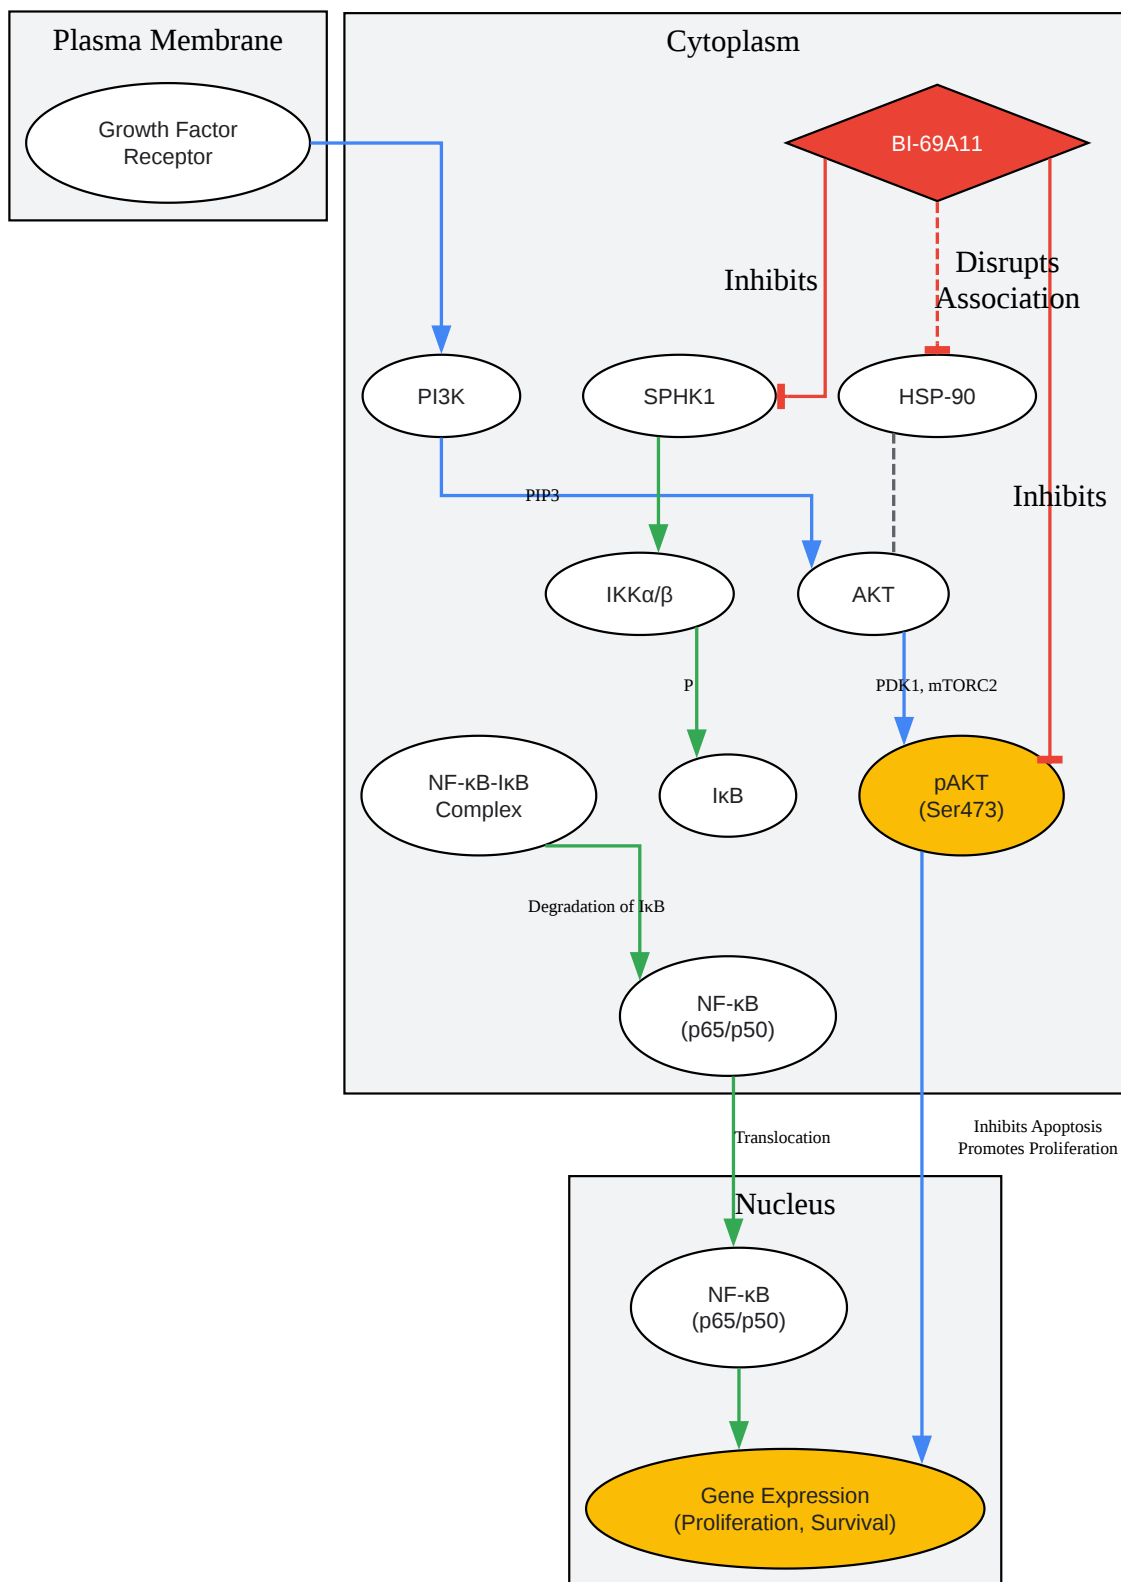 Plasma Membrane
Cytoplasm
Growth Factor
Receptor
BI-69A11
Inhibits
Disrupts
Association
PI3K
SPHK1
HSP-90
PIP3
Inhibits
IKKα/β
AKT
P
PDK1, mTORC2
NF-κB-IκB
Complex
IκB
pAKT
(Ser473)
Degradation of IκB
NF-κB
(p65/p50)
Translocation
Inhibits Apoptosis
Promotes Proliferation
Nucleus
NF-κB
(p65/p50)
Gene Expression
(Proliferation, Survival)